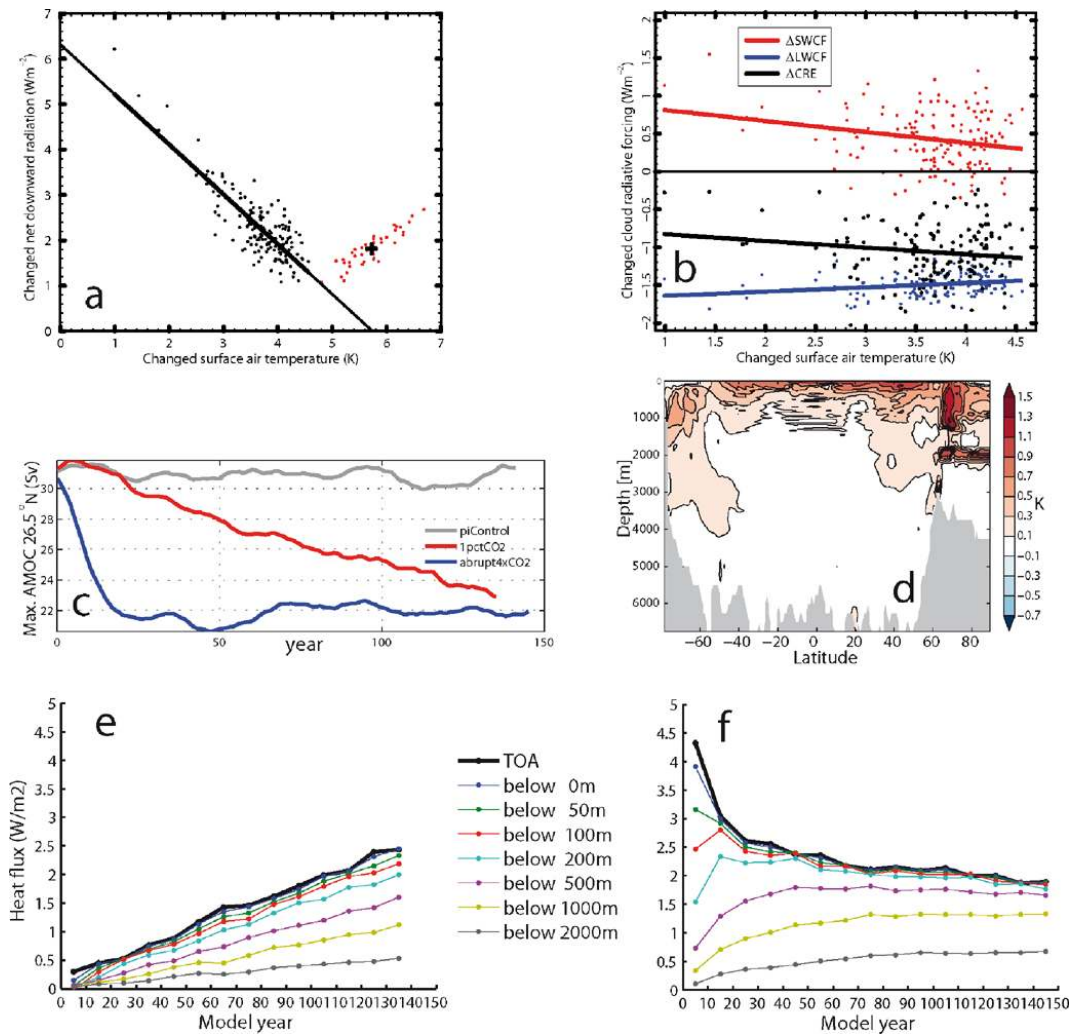 7
6
5
4
3
2
1
0
Changed net downward radiation (Wm⁻²)
a
0 1 2 3 4 5 6 7
Changed surface air temperature (K)
ΔSWCF
ΔLWCF
ΔCRE
1.5
1
0.5
0
−0.5
−1
−1.5
−2
Changed cloud radiative forcing (Wm⁻²)
b
1 1.5 2 2.5 3 3.5 4 4.5
Changed surface air temperature (K)
Max. AMOC 26.5 °N (Sv)
30
28
26
24
22
piControl
1pctCO2
abrupt4xCO2
c
0 50 100 150
year
0
1000
2000
3000
4000
5000
6000
Depth [m]
d
−60 −40 −20 0 20 40 60 80
Latitude
1.5
1.3
1.1
0.9
0.7
0.5
0.3
0.1
−0.1
−0.3
−0.5
−0.7
K
e
5
4.5
4
3.5
3
2.5
2
1.5
1
0.5
0
Heat flux (W/m2)
0 10 20 30 40 50 60 70 80 90 100 110 120 130 140 150
Model year
TOA
below 0m
below 50m
below 100m
below 200m
below 500m
below 1000m
below 2000m
f
5
4.5
4
3.5
3
2.5
2
1.5
1
0.5
0
0 10 20 30 40 50 60 70 80 90 100 110 120 130 140 150
Model year